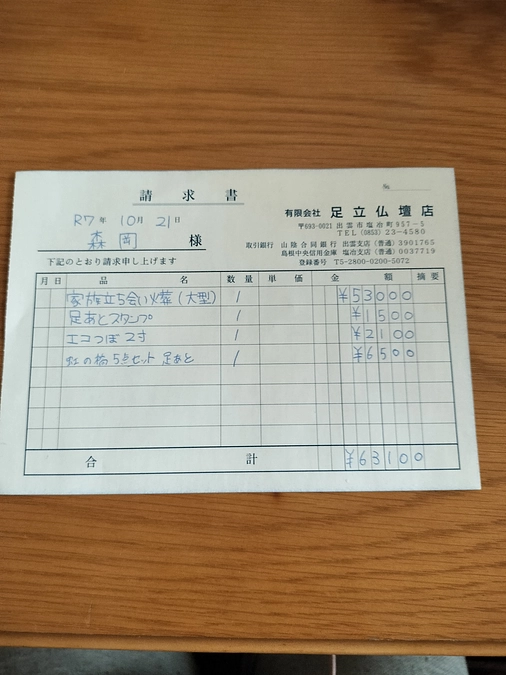 請求書
№
R7年10月21日
有限会社 足立仏壇店
〒693-0021 出雲市塩冶町957-5
TEL (0853) 23-4580
森岡 様
取引銀行 山陰合同銀行 出雲支店（普通）3901765
島根中央信用金庫 塩冶支店（普通）0037719
登録番号 T5-2800-0200-5072
下記のとおり請求申し上げます
月日 品名 数量 単価 金額 摘要
家族立ち会い火葬（大型） 1 ¥53000
足あとスタンプ 1 ¥1500
エコつぼ 2寸 1 ¥2100
虹の橋 5点セット 足あと 1 ¥6500
合計 ¥63100